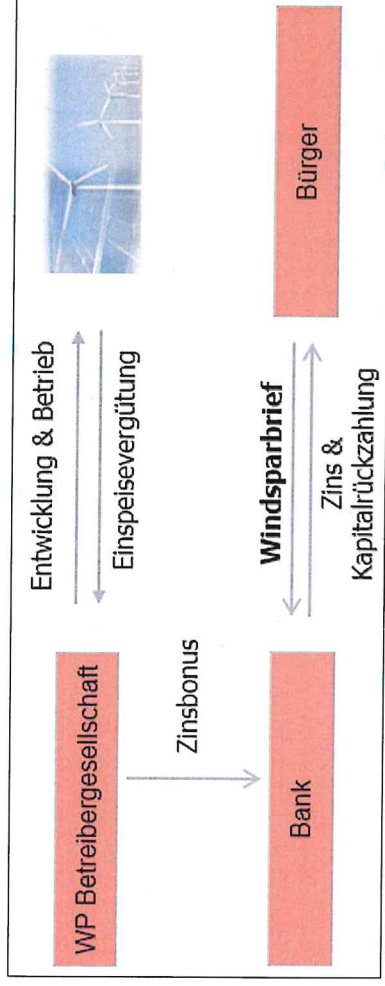 WP Betreibergesellschaft
Entwicklung & Betrieb
Einspeisevergütung
Zinsbonus
Bank
Windsparbrief
Zins &
Kapitalrückzahlung
Bürger